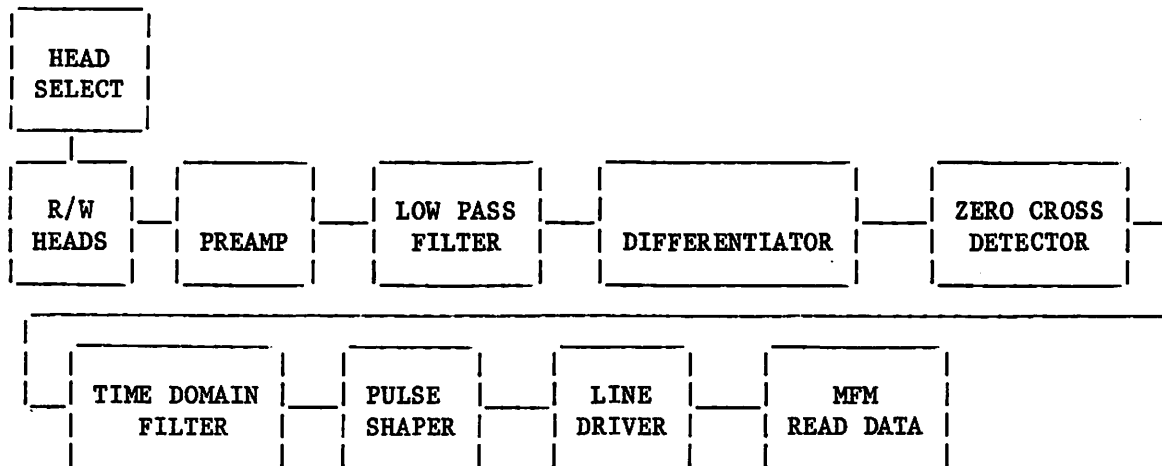 HEAD
SELECT
R/W
HEADS
PREAMP
LOW PASS
FILTER
DIFFERENTIATOR
ZERO CROSS
DETECTOR
TIME DOMAIN
FILTER
PULSE
SHAPER
LINE
DRIVER
MFM
READ DATA